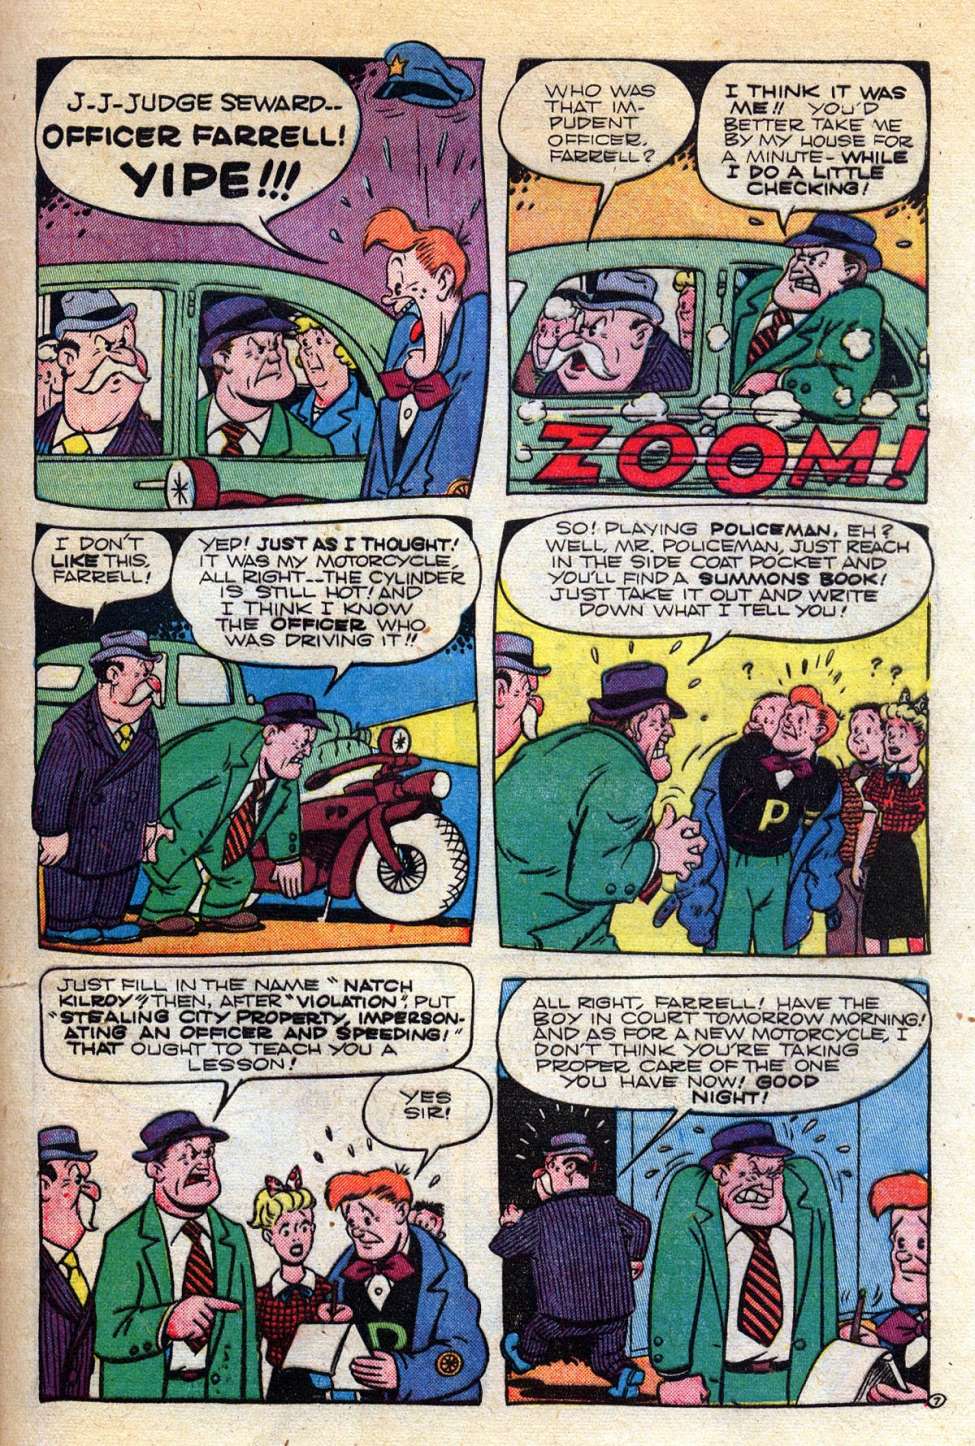 J-J-JUDGE SEWARD--
OFFICER FARRELL!
YIPE!!!
WHO WAS
THAT IM-
PUDENT
OFFICER,
FARRELL?
I THINK IT WAS
ME!! YOU'D
BETTER TAKE ME
BY MY HOUSE FOR
A MINUTE- WHILE
I DO A LITTLE
CHECKING!
ZOOM!
I DON'T
LIKE THIS,
FARRELL!
YEP! JUST AS I THOUGHT!
IT WAS MY MOTORCYCLE,
ALL RIGHT--THE CYLINDER
IS STILL HOT! AND
I THINK I KNOW
THE OFFICER WHO
WAS DRIVING IT!!
PD
SO! PLAYING POLICEMAN, EH?
WELL, MR. POLICEMAN, JUST REACH
IN THE SIDE COAT POCKET AND
YOU'LL FIND A SUMMONS BOOK!
JUST TAKE IT OUT AND WRITE
DOWN WHAT I TELL YOU!
? ? ?
P
JUST FILL IN THE NAME "NATCH
KILROY"! THEN, AFTER "VIOLATION", PUT
"STEALING CITY PROPERTY, IMPERSON-
ATING AN OFFICER AND SPEEDING!"
THAT OUGHT TO TEACH YOU A
LESSON!
YES
SIR!
P
ALL RIGHT, FARRELL! HAVE THE
BOY IN COURT TOMORROW MORNING!
AND AS FOR A NEW MOTORCYCLE, I
DON'T THINK YOU'RE TAKING
PROPER CARE OF THE ONE
YOU HAVE NOW! GOOD
NIGHT!
7